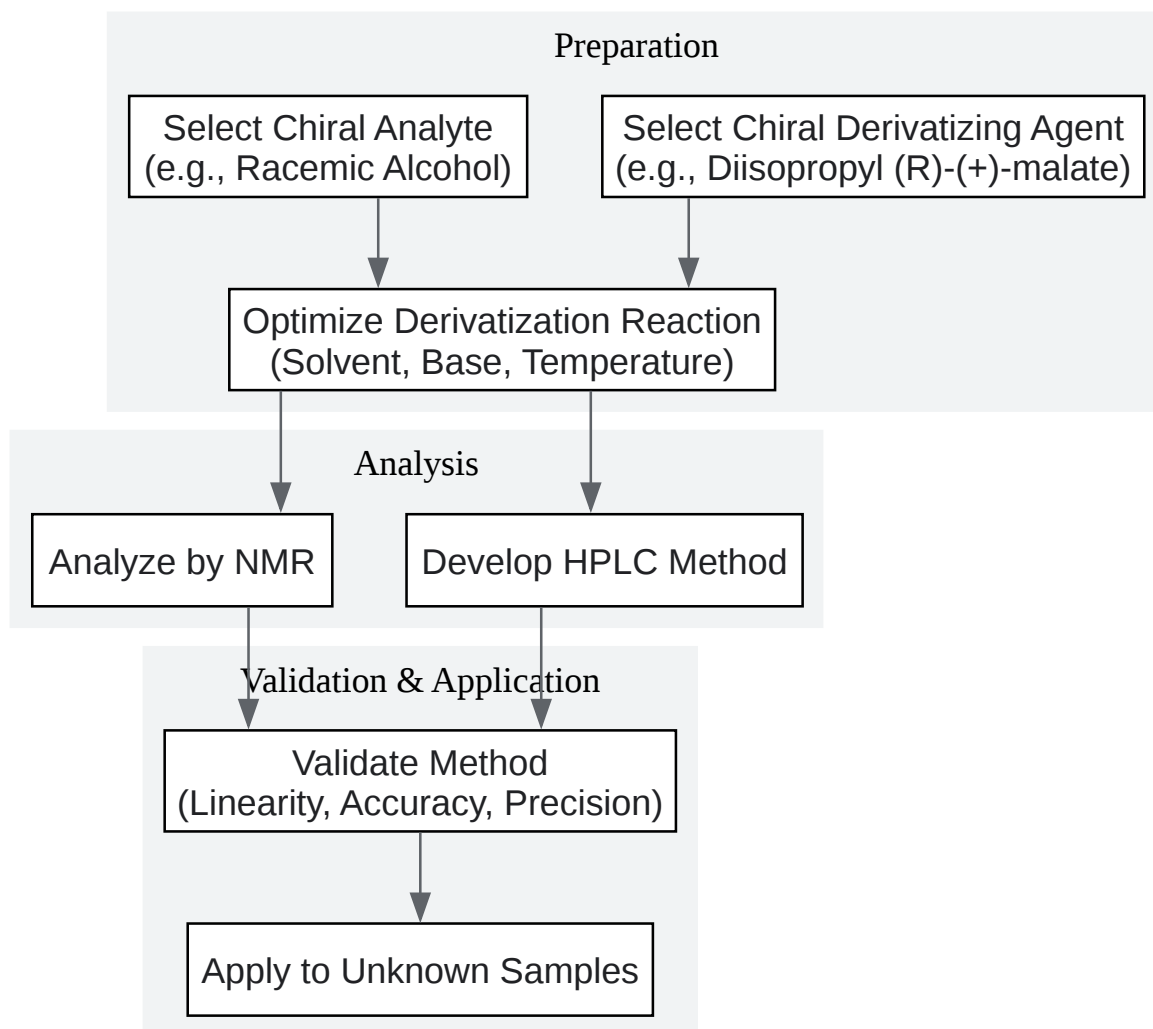 Preparation
Select Chiral Analyte
(e.g., Racemic Alcohol)
Select Chiral Derivatizing Agent
(e.g., Diisopropyl (R)-(+)-malate)
Optimize Derivatization Reaction
(Solvent, Base, Temperature)
Analysis
Analyze by NMR
Develop HPLC Method
Validation & Application
Validate Method
(Linearity, Accuracy, Precision)
Apply to Unknown Samples